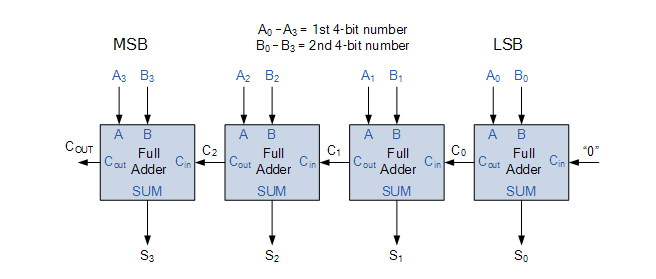 A0 – A3 = 1st 4-bit number
MSB B0 – B3 = 2nd 4-bit number LSB
A3 B3 A2 B2 A1 B1 A0 B0
A B A B A B A B
COUT Full C2 Full C1 Full C0 Full "0"
Cout Adder Cin Cout Adder Cin Cout Adder Cin Cout Adder Cin
SUM SUM SUM SUM
S3 S2 S1 S0